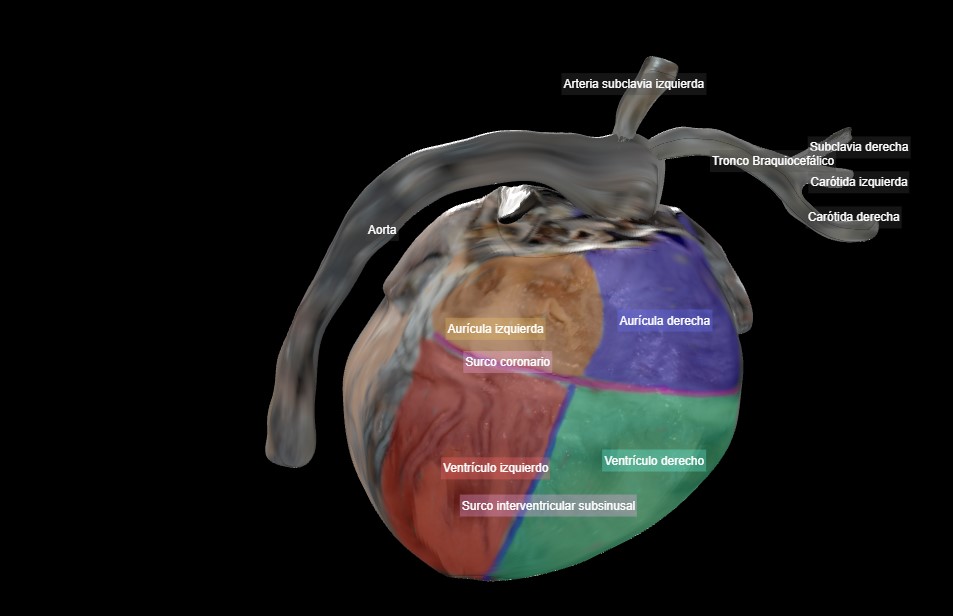 Arteria subclavia izquierda
Subclavia derecha
Tronco Braquiocefálico
Carótida izquierda
Carótida derecha
Aorta
Aurícula derecha
Aurícula izquierda
Surco coronario
Ventrículo derecho
Ventrículo izquierdo
Surco interventricular subsinusal